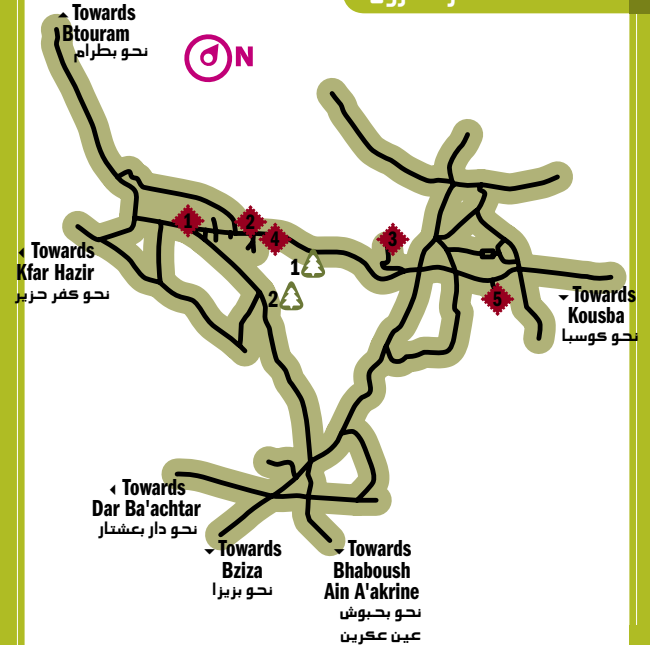 Towards
Btouram
نحو بطرام
N
1
2
4
3
1
2
5
Towards
Kfar Hazir
نحو كفر حزير
Towards
Kousba
نحو كوسبا
Towards
Dar Ba'achtar
نحو دار بعشتار
Towards
Bziza
نحو بزيزا
Towards
Bhaboush
Ain A'akrine
نحو بحبوش
عين عكرين